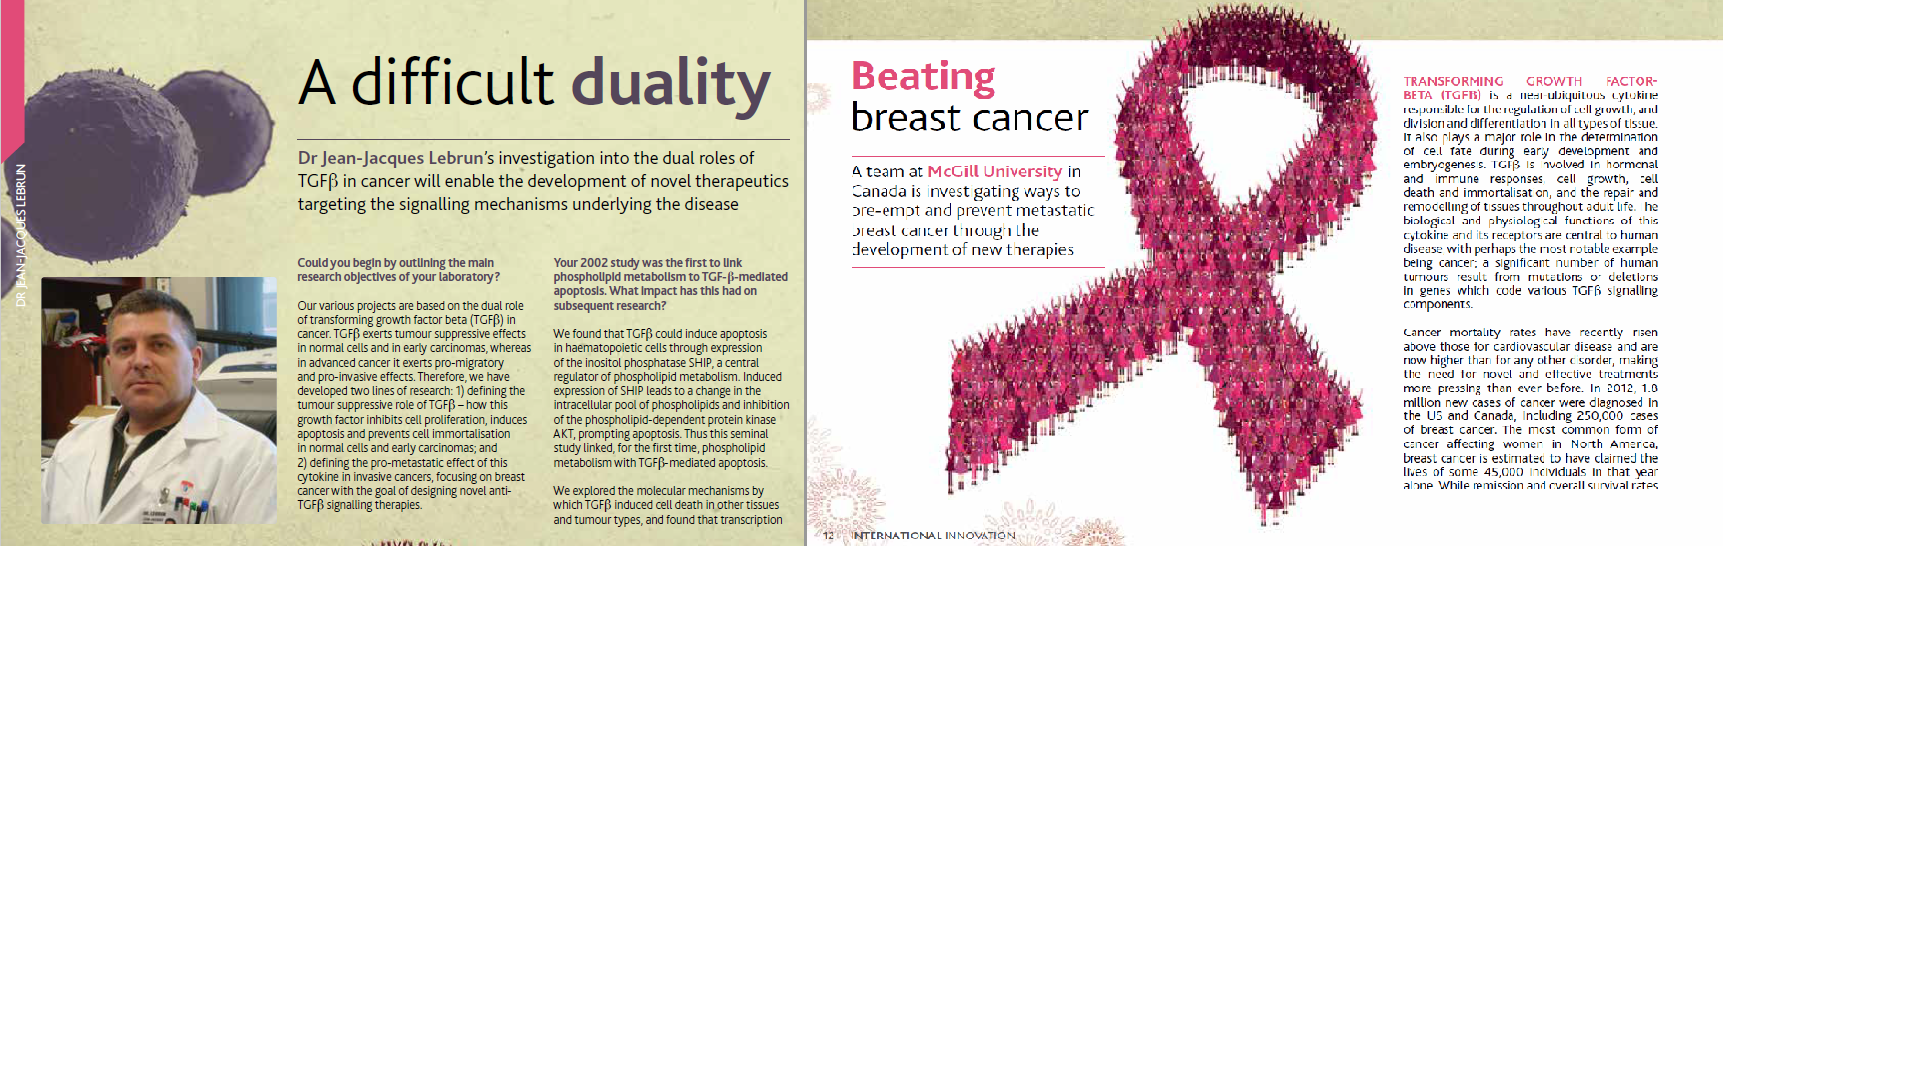 DR JEAN-JACQUES LEBRUN
A difficult duality
Dr Jean-Jacques Lebrun's investigation into the dual roles of
TGFβ in cancer will enable the development of novel therapeutics
targeting the signalling mechanisms underlying the disease
Could you begin by outlining the main
research objectives of your laboratory?
Our various projects are based on the dual role
of transforming growth factor beta (TGFβ) in
cancer. TGFβ exerts tumour suppressive effects
in normal cells and in early carcinomas, whereas
in advanced cancer it exerts pro-migratory
and pro-invasive effects. Therefore, we have
developed two lines of research: 1) defining the
tumour suppressive role of TGFβ – how this
growth factor inhibits cell proliferation, induces
apoptosis and prevents cell immortalisation
in normal cells and early carcinomas; and
2) defining the pro-metastatic effect of this
cytokine in invasive cancers, focusing on breast
cancer with the goal of designing novel anti-
TGFβ signalling therapies.
Your 2002 study was the first to link
phospholipid metabolism to TGF-β-mediated
apoptosis. What impact has this had on
subsequent research?
We found that TGFβ could induce apoptosis
in haematopoietic cells through expression
of the inositol phosphatase SHIP, a central
regulator of phospholipid metabolism. Induced
expression of SHIP leads to a change in the
intracellular pool of phospholipids and inhibition
of the phospholipid-dependent protein kinase
AKT, prompting apoptosis. Thus this seminal
study linked, for the first time, phospholipid
metabolism with TGFβ-mediated apoptosis.
We explored the molecular mechanisms by
which TGFβ induced cell death in other tissues
and tumour types, and found that transcription
Beating
breast cancer
A team at McGill University in
Canada is investigating ways to
pre-empt and prevent metastatic
breast cancer through the
development of new therapies
TRANSFORMING GROWTH FACTOR-
BETA (TGFβ) is a near-ubiquitous cytokine
responsible for the regulation of cell growth, and
division and differentiation in all types of tissue.
It also plays a major role in the determination
of cell fate during early development and
embryogenesis. TGFβ is involved in hormonal
and immune responses, cell growth, cell
death and immortalisation, and the repair and
remodelling of tissues throughout adult life. The
biological and physiological functions of this
cytokine and its receptors are central to human
disease with perhaps the most notable example
being cancer; a significant number of human
tumours result from mutations or deletions
in genes which code various TGFβ signalling
components.
Cancer mortality rates have recently risen
above those for cardiovascular disease and are
now higher than for any other disorder, making
the need for novel and effective treatments
more pressing than ever before. In 2012, 1.8
million new cases of cancer were diagnosed in
the US and Canada, including 250,000 cases
of breast cancer. The most common form of
cancer affecting women in North America,
breast cancer is estimated to have claimed the
lives of some 45,000 individuals in that year
alone. While remission and overall survival rates
12 INTERNATIONAL INNOVATION